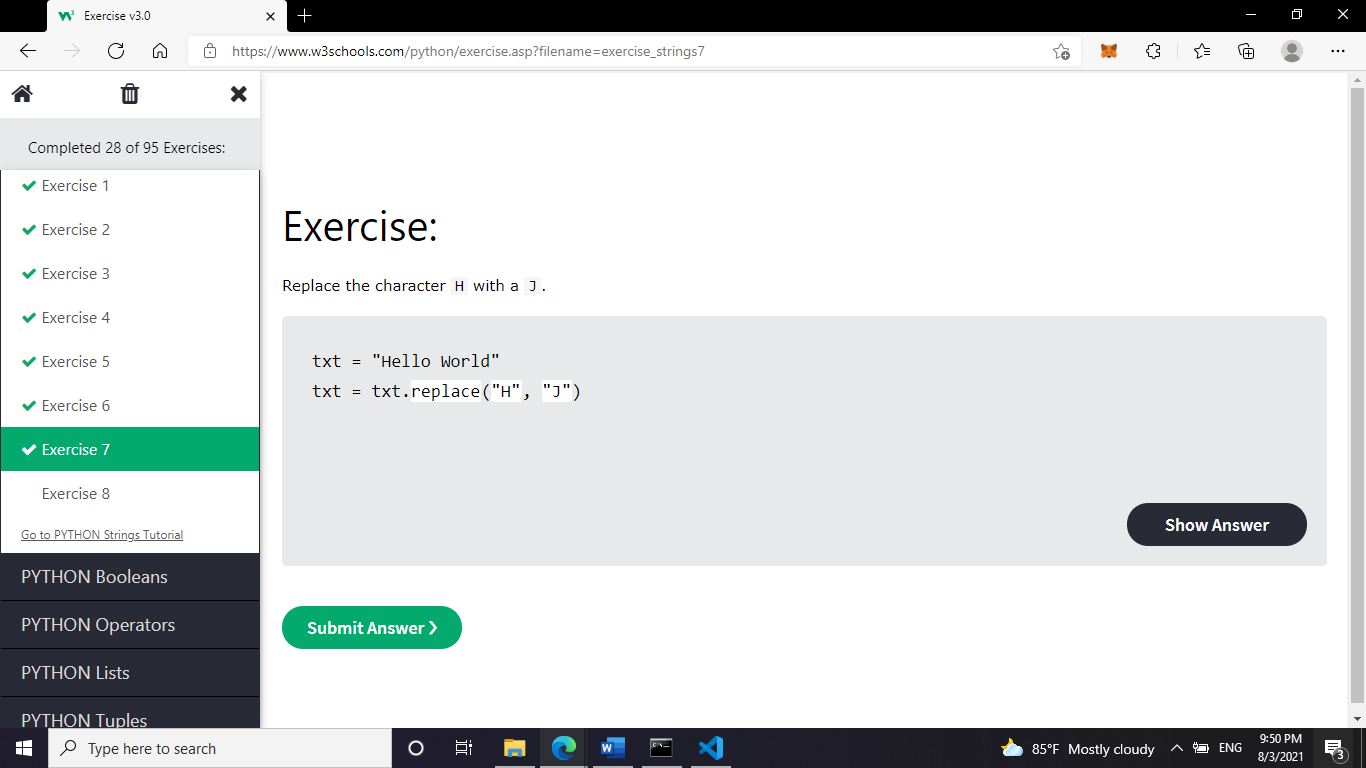 Exercise v3.0
https://www.w3schools.com/python/exercise.asp?filename=exercise_strings7
Completed 28 of 95 Exercises:
Exercise 1
Exercise 2
Exercise 3
Exercise 4
Exercise 5
Exercise 6
Exercise 7
Exercise 8
Go to PYTHON Strings Tutorial
PYTHON Booleans
PYTHON Operators
PYTHON Lists
PYTHON Tuples
Exercise:
Replace the character H with a J.
txt = "Hello World"
txt = txt.replace("H", "J")
Show Answer
Submit Answer ❯
Type here to search
85°F Mostly cloudy
ENG
9:50 PM
8/3/2021
3